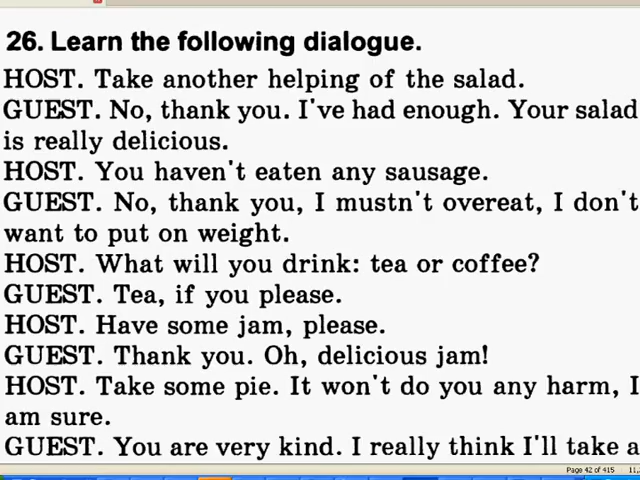 26. Learn the following dialogue.
HOST. Take another helping of the salad.
GUEST. No, thank you. I've had enough. Your salad
is really delicious.
HOST. You haven't eaten any sausage.
GUEST. No, thank you, I mustn't overeat, I don't
want to put on weight.
HOST. What will you drink: tea or coffee?
GUEST. Tea, if you please.
HOST. Have some jam, please.
GUEST. Thank you. Oh, delicious jam!
HOST. Take some pie. It won't do you any harm, I
am sure.
GUEST. You are very kind. I really think I'll take a
Page 42 of 415